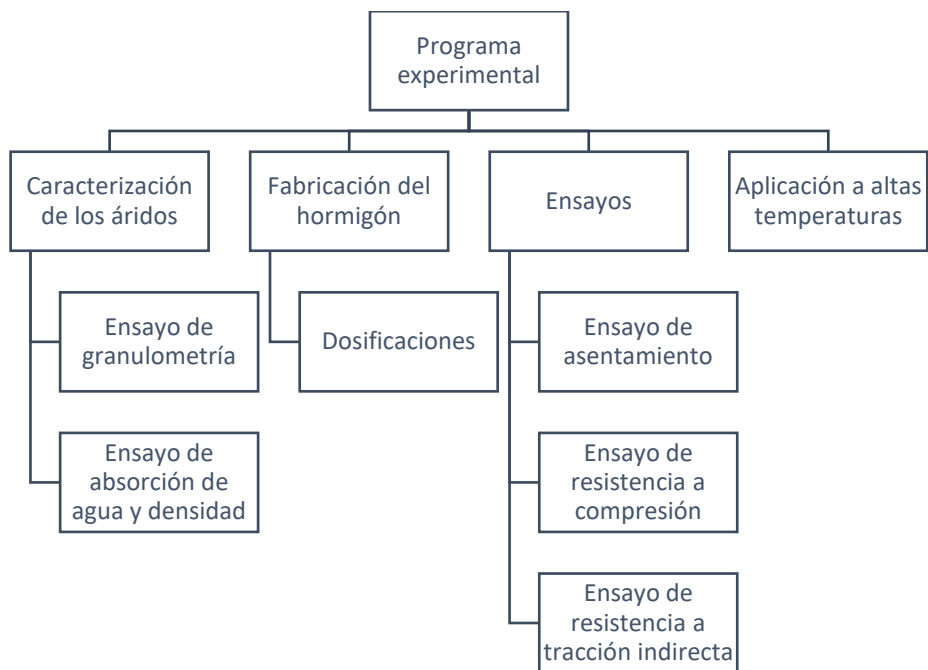 Programa
experimental
Caracterización
de los áridos
Fabricación del
hormigón
Ensayos
Aplicación a altas
temperaturas
Ensayo de
granulometría
Dosificaciones
Ensayo de
asentamiento
Ensayo de
absorción de
agua y densidad
Ensayo de
resistencia a
compresión
Ensayo de
resistencia a
tracción indirecta